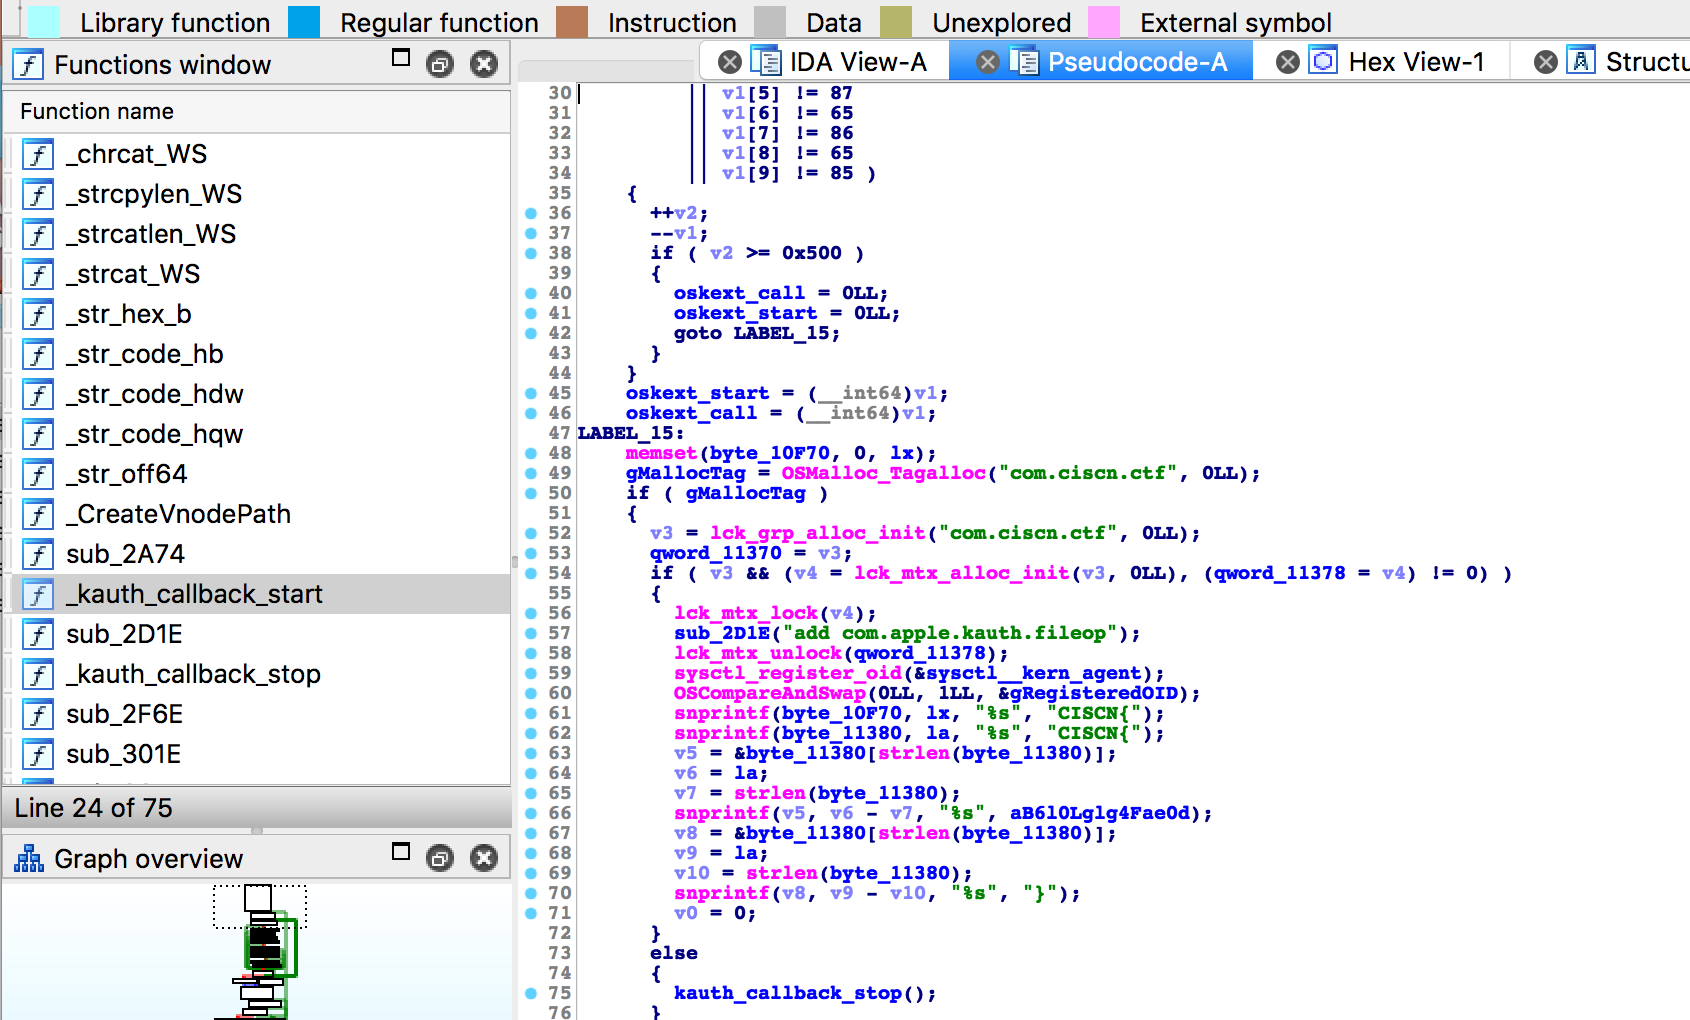 Library function Regular function Instruction Data Unexplored External symbol
Functions window
IDA View-A Pseudocode-A Hex View-1 Structu
Function name
_chrcat_WS
_strcpylen_WS
_strcatlen_WS
_strcat_WS
_str_hex_b
_str_code_hb
_str_code_hdw
_str_code_hqw
_str_off64
_CreateVnodePath
sub_2A74
_kauth_callback_start
sub_2D1E
_kauth_callback_stop
sub_2F6E
sub_301E
Line 24 of 75
Graph overview
30 || v1[5] != 87
31 || v1[6] != 65
32 || v1[7] != 86
33 || v1[8] != 65
34 || v1[9] != 85 )
35 {
36 ++v2;
37 --v1;
38 if ( v2 >= 0x500 )
39 {
40 oskext_call = 0LL;
41 oskext_start = 0LL;
42 goto LABEL_15;
43 }
44 }
45 oskext_start = (__int64)v1;
46 oskext_call = (__int64)v1;
47 LABEL_15:
48 memset(byte_10F70, 0, lx);
49 gMallocTag = OSMalloc_Tagalloc("com.ciscn.ctf", 0LL);
50 if ( gMallocTag )
51 {
52 v3 = lck_grp_alloc_init("com.ciscn.ctf", 0LL);
53 qword_11370 = v3;
54 if ( v3 && (v4 = lck_mtx_alloc_init(v3, 0LL), (qword_11378 = v4) != 0) )
55 {
56 lck_mtx_lock(v4);
57 sub_2D1E("add com.apple.kauth.fileop");
58 lck_mtx_unlock(qword_11378);
59 sysctl_register_oid(&sysctl__kern_agent);
60 OSCompareAndSwap(0LL, 1LL, &gRegisteredOID);
61 snprintf(byte_10F70, lx, "%s", "CISCN{");
62 snprintf(byte_11380, la, "%s", "CISCN{");
63 v5 = &byte_11380[strlen(byte_11380)];
64 v6 = la;
65 v7 = strlen(byte_11380);
66 snprintf(v5, v6 - v7, "%s", aB6l0Lglg4Fae0d);
67 v8 = &byte_11380[strlen(byte_11380)];
68 v9 = la;
69 v10 = strlen(byte_11380);
70 snprintf(v8, v9 - v10, "%s", "}");
71 v0 = 0;
72 }
73 else
74 {
75 kauth_callback_stop();
76 }